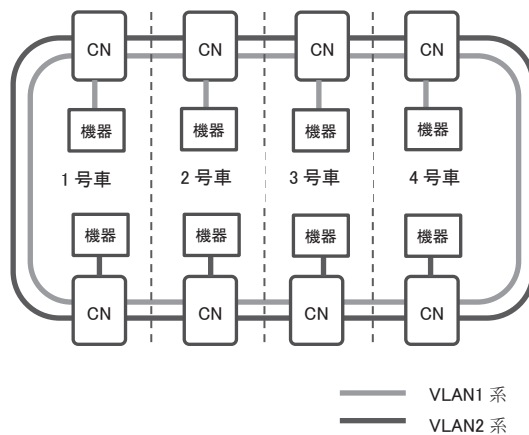 CN CN CN CN
機器 機器 機器 機器
1 号車 2 号車 3 号車 4 号車
機器 機器 機器 機器
CN CN CN CN
VLAN1 系
VLAN2 系